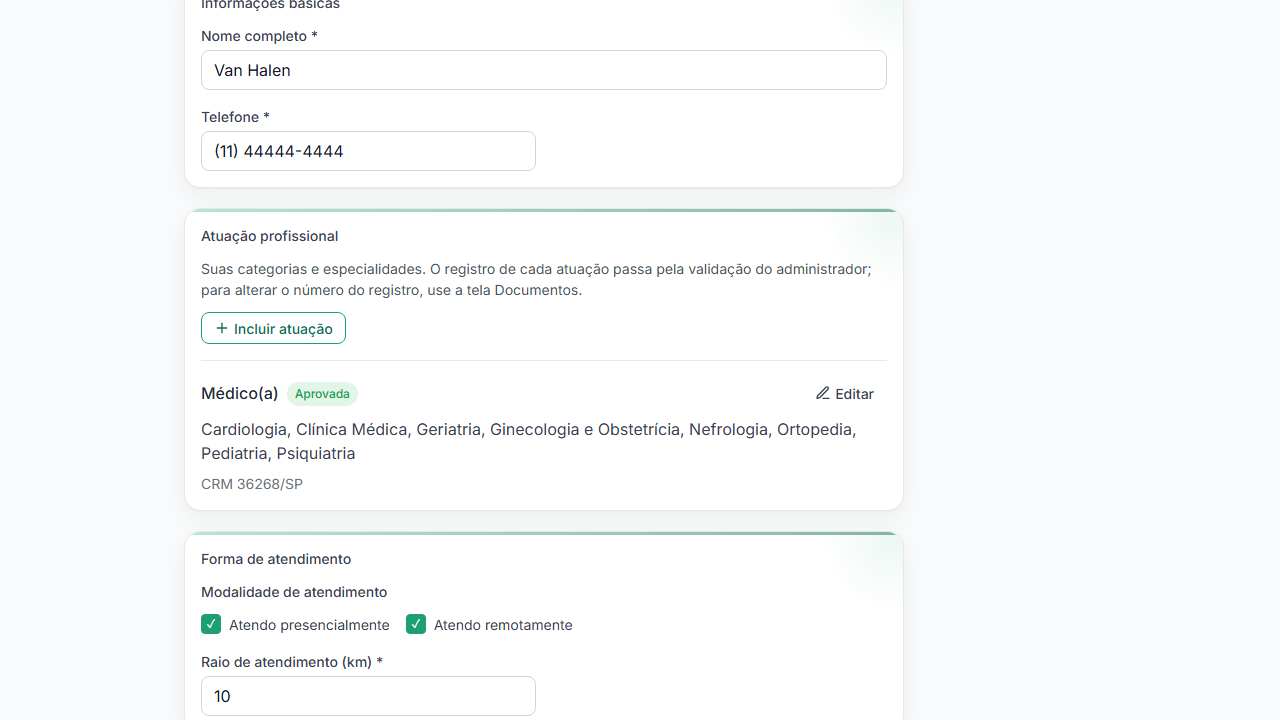 Informações básicas
Nome completo *
Van Halen
Telefone *
(11) 44444-4444
Atuação profissional
Suas categorias e especialidades. O registro de cada atuação passa pela validação do administrador;
para alterar o número do registro, use a tela Documentos.
+ Incluir atuação
Médico(a) Aprovada Editar
Cardiologia, Clínica Médica, Geriatria, Ginecologia e Obstetrícia, Nefrologia, Ortopedia,
Pediatria, Psiquiatria
CRM 36268/SP
Forma de atendimento
Modalidade de atendimento
Atendo presencialmente Atendo remotamente
Raio de atendimento (km) *
10